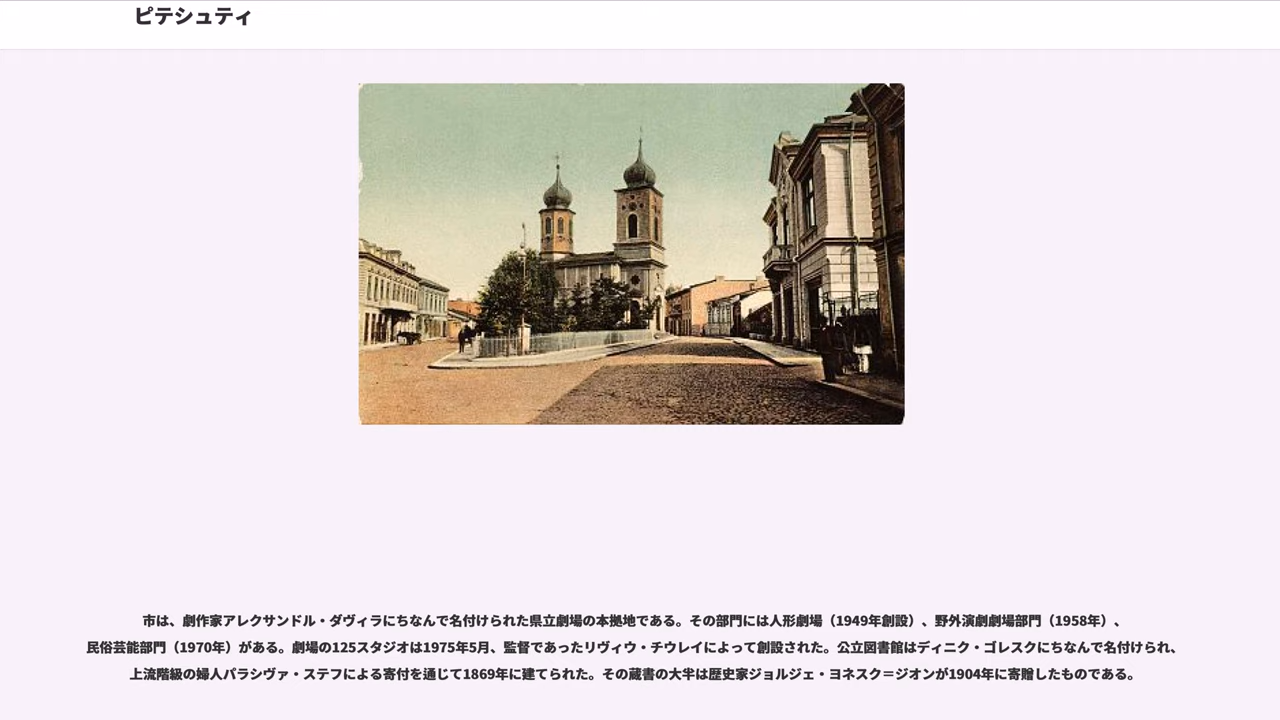 ピテシュティ
市は、劇作家アレクサンドル・ダヴィラにちなんで名付けられた県立劇場の本拠地である。その部門には人形劇場（1949年創設）、野外演劇劇場部門（1958年）、
民俗芸能部門（1970年）がある。劇場の125スタジオは1975年5月、監督であったリヴィウ・チウレイによって創設された。公立図書館はディニク・ゴレスクにちなんで名付けられ、
上流階級の婦人パラシヴァ・ステフによる寄付を通じて1869年に建てられた。その蔵書の大半は歴史家ジョルジェ・ヨネスク＝ジオンが1904年に寄贈したものである。